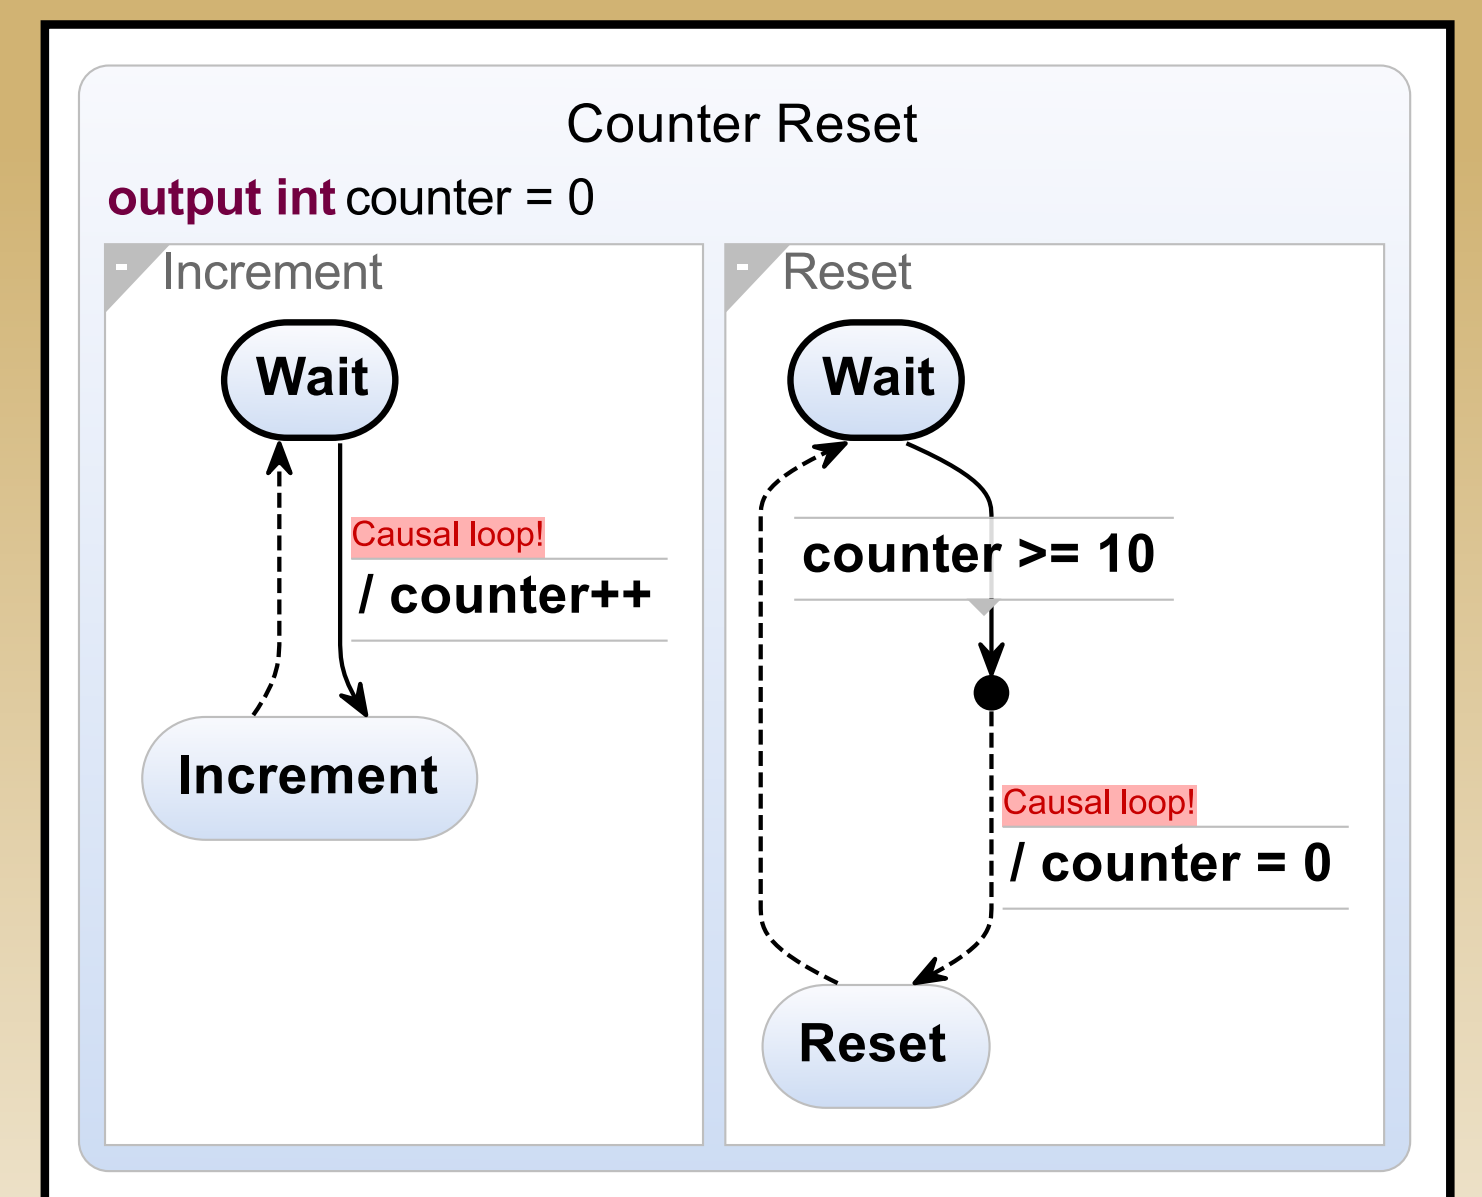 Counter Reset
output int counter = 0
- Increment
Wait
Causal loop!
/ counter++
Increment
- Reset
Wait
counter >= 10
Causal loop!
/ counter = 0
Reset